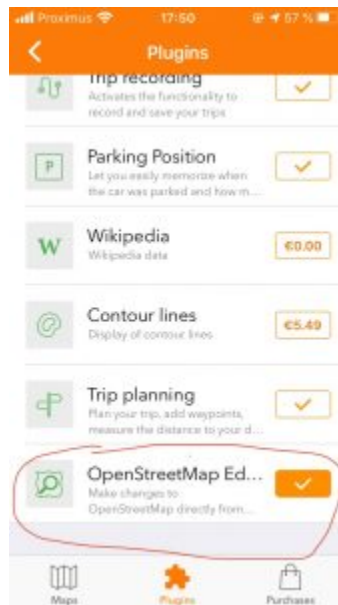 Proximus 17:50 57 %
Plugins
Trip recording
Activates the functionality to
record and save your trips
P
Parking Position
Let you easily memorize when
the car was parked and how m...
W
Wikipedia
Wikipedia data
€0.00
Contour lines
Display of contour lines
€5.49
Trip planning
Plan your trip, add waypoints,
measure the distance to your d...
OpenStreetMap Ed...
Make changes to
OpenStreetMap directly from...
Maps Plugins Purchases